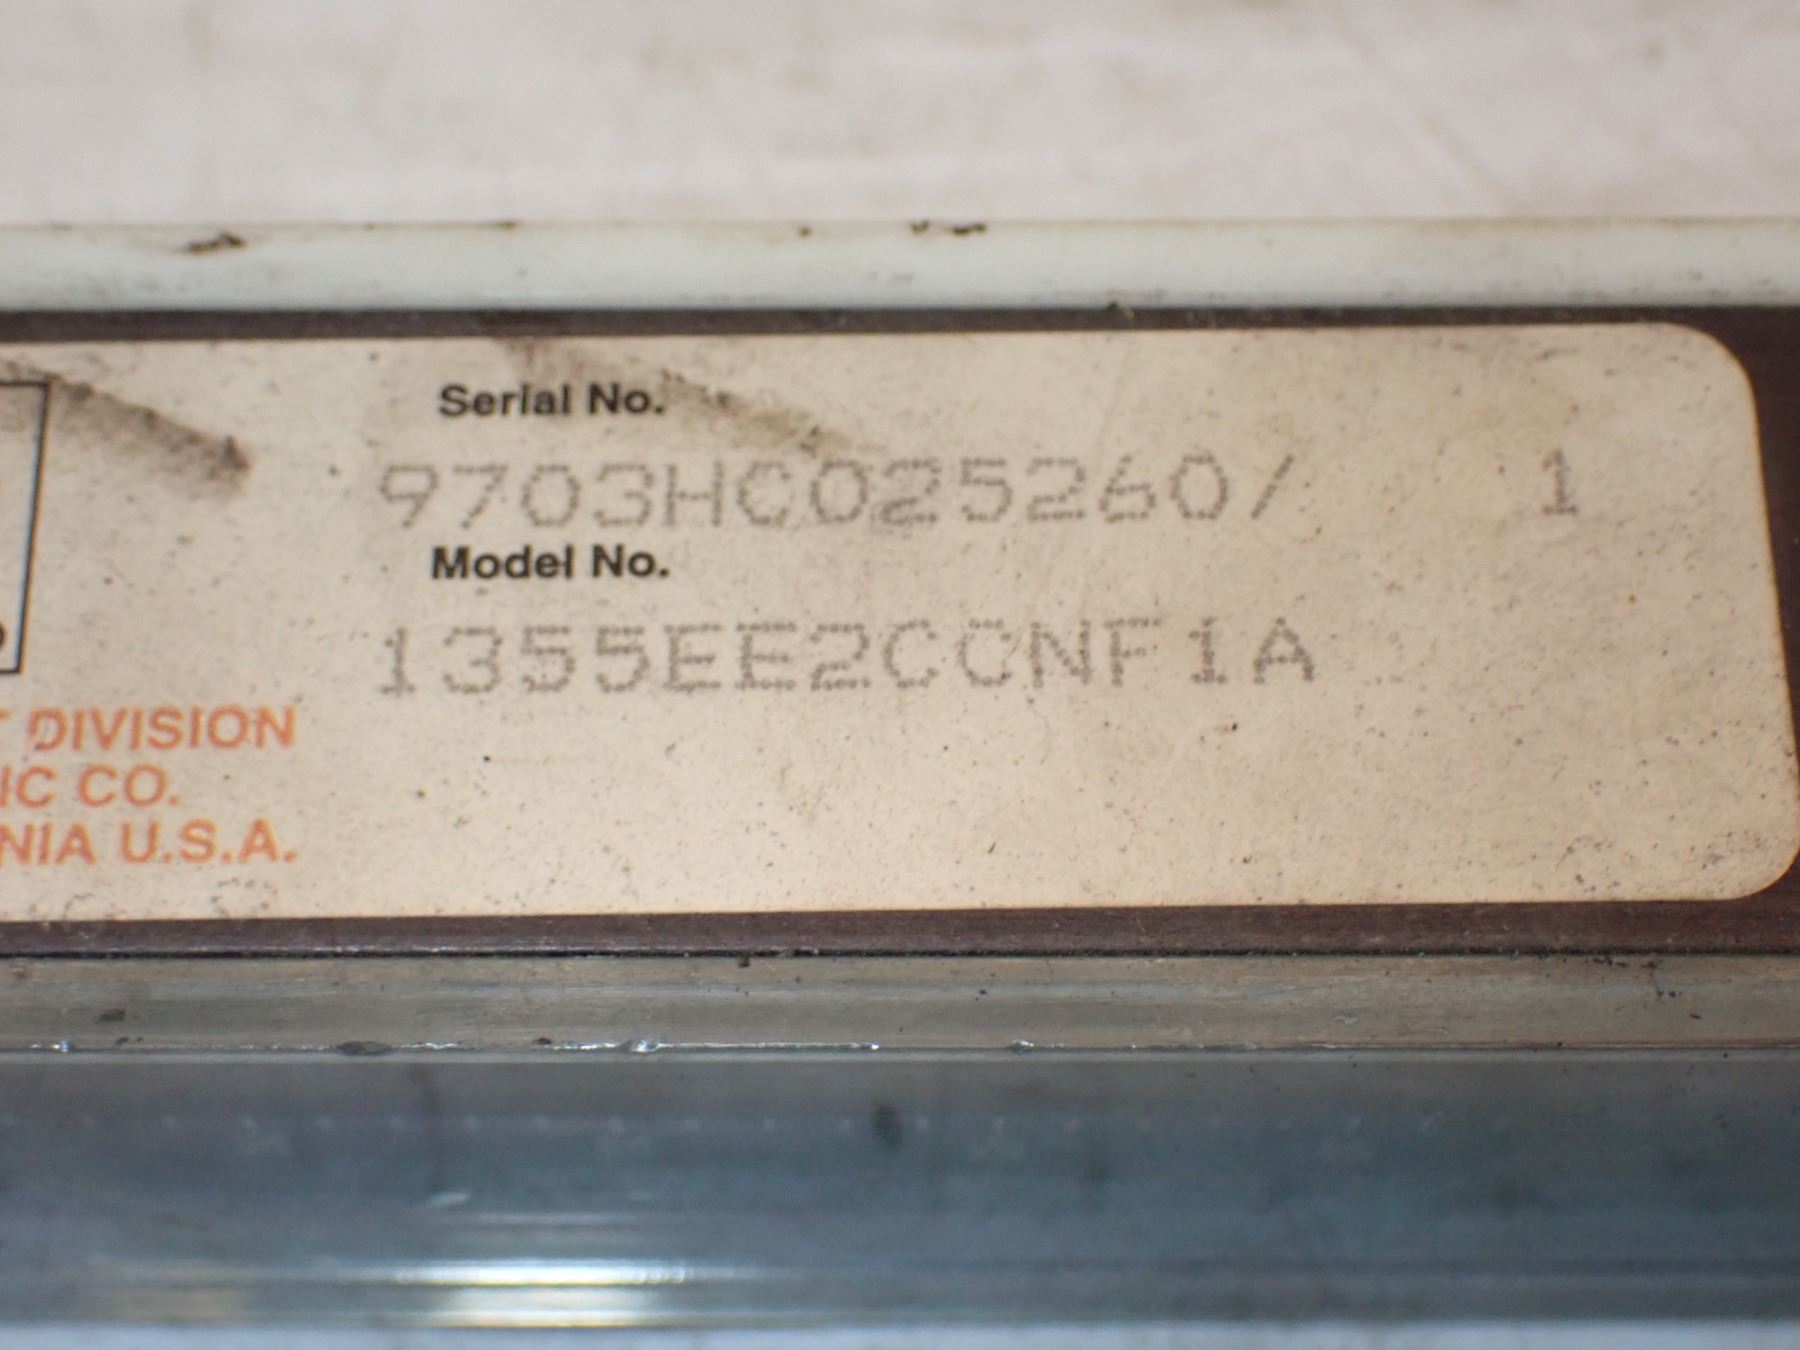 Serial No.
9703HC025260/ 1
Model No.
1355EE2CCNF1A
T DIVISION
IC CO.
NIA U.S.A.